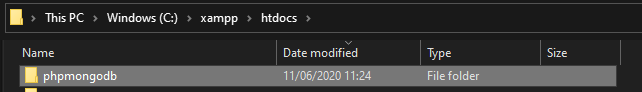 This PC > Windows (C:) > xampp > htdocs >
Name Date modified Type Size
phpmongodb 11/06/2020 11:24 File folder